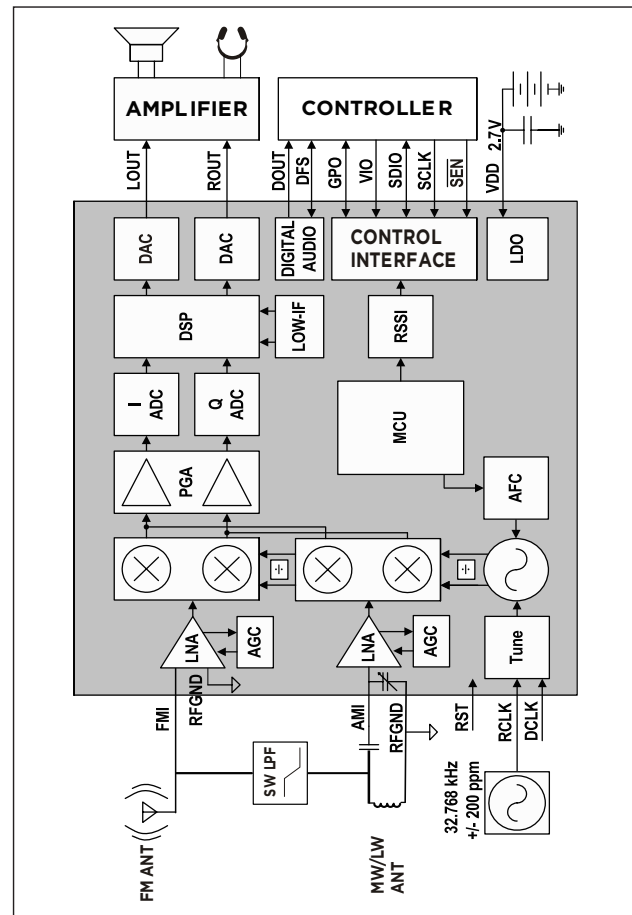 AMPLIFIER
CONTROLLER
LOUT
ROUT
DOUT
DFS
GPO
VIO
SDIO
SCLK
SEN
VDD
2.7V
DAC
DAC
DIGITAL
AUDIO
CONTROL
INTERFACE
LDO
DSP
LOW-IF
RSSI
I
ADC
Q
ADC
MCU
PGA
AFC
LNA
AGC
LNA
AGC
Tune
FMI
RFGND
AMI
RFGND
RST
RCLK
DCLK
SW LPF
32.768 kHz
+/- 200 ppm
FM ANT
MW/LW
ANT